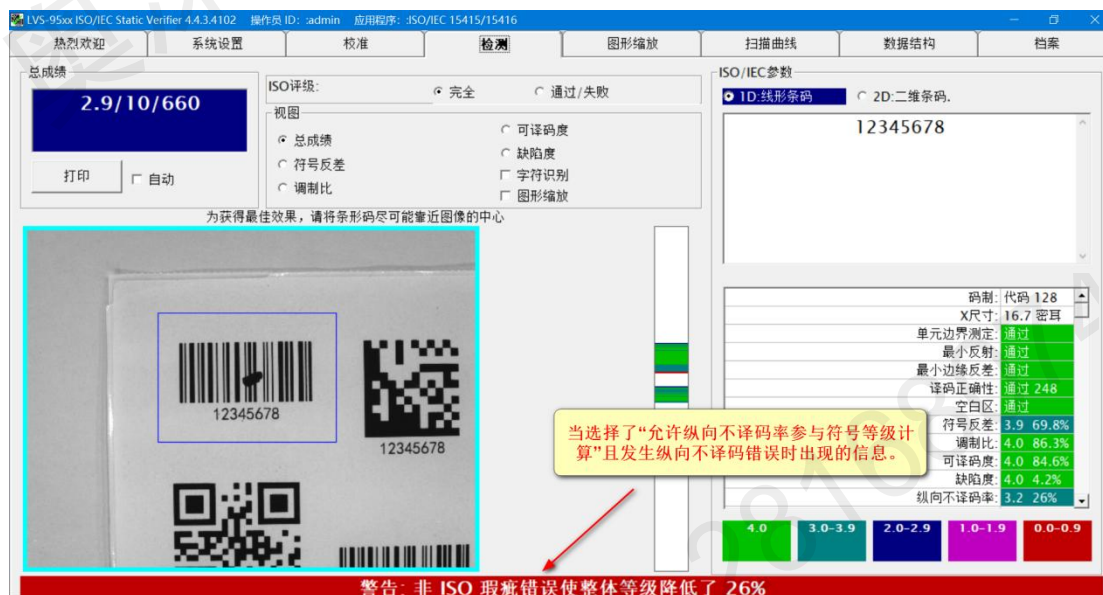 LVS-95xx ISO/IEC Static Verifier 4.4.3.4102 操作员 ID: :admin 应用程序: :ISO/IEC 15415/15416
热烈欢迎 系统设置 校准 检测 图形缩放 扫描曲线 数据结构 档案
总成绩
2.9/10/660
打印 自动
ISO评级: 完全 通过/失败
视图
总成绩
符号反差
调制比
可译码度
缺陷度
字符识别
图形缩放
ISO/IEC参数
1D:线形条码 2D:二维条码.
12345678
为获得最佳效果，请将条形码尽可能靠近图像的中心
12345678
12345678
当选择了“允许纵向不译码率参与符号等级计
算”且发生纵向不译码错误时出现的信息。
码制: 代码 128
X尺寸: 16.7 密耳
单元边界测定: 通过
最小反射: 通过
最小边缘反差: 通过
译码正确性: 通过 248
空白区: 通过
符号反差: 3.9 69.8%
调制比: 4.0 86.3%
可译码度: 4.0 84.6%
缺陷度: 4.0 4.2%
纵向不译码率: 3.2 26%
4.0 3.0-3.9 2.0-2.9 1.0-1.9 0.0-0.9
警告: 非 ISO 瑕疵错误使整体等级降低了 26%